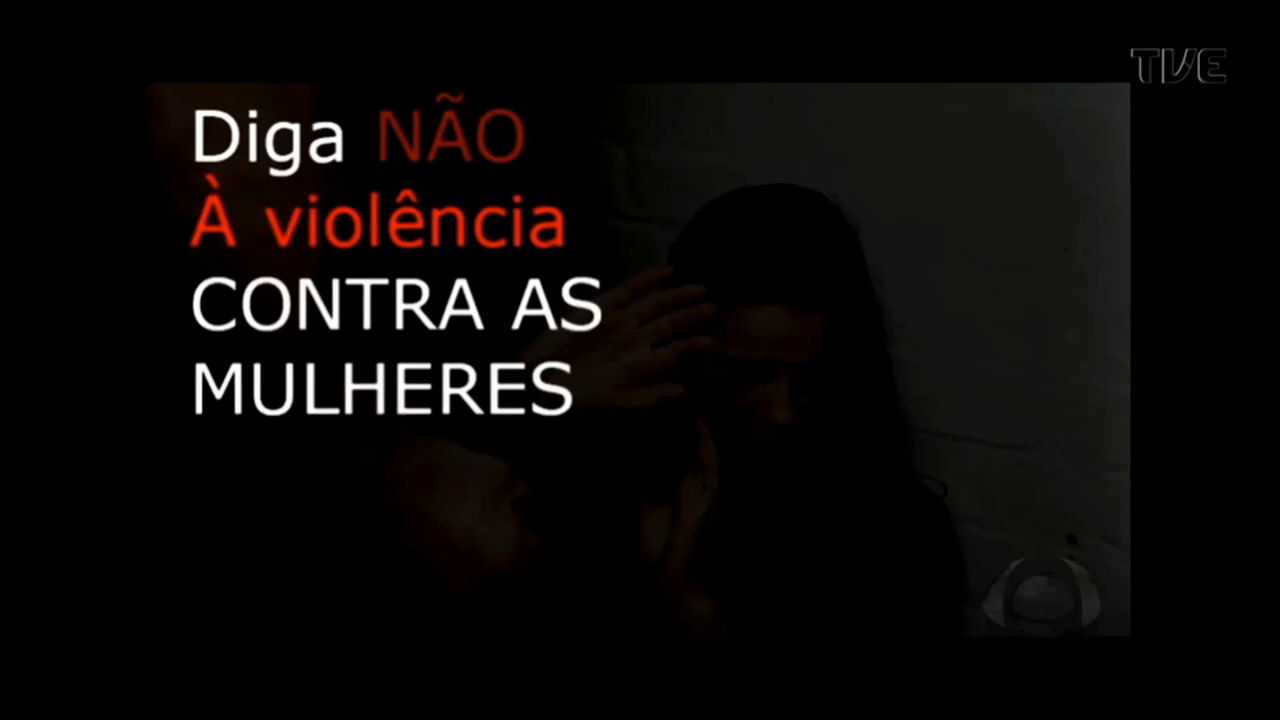 TVE
Diga NÃO
À violência
CONTRA AS
MULHERES